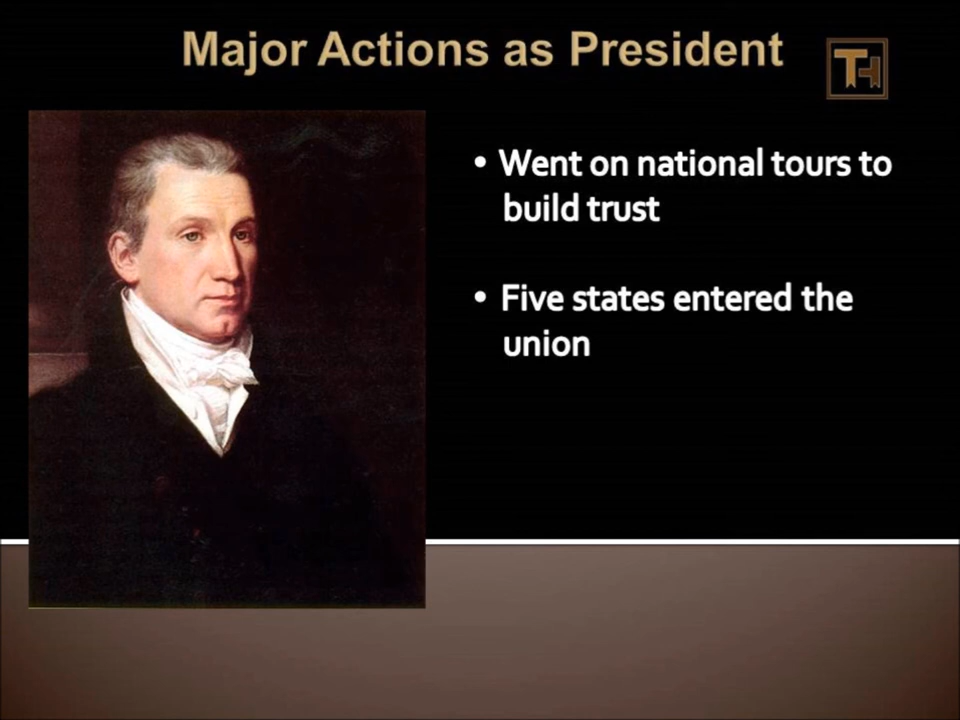 Major Actions as President
TH
• Went on national tours to
build trust
• Five states entered the
union